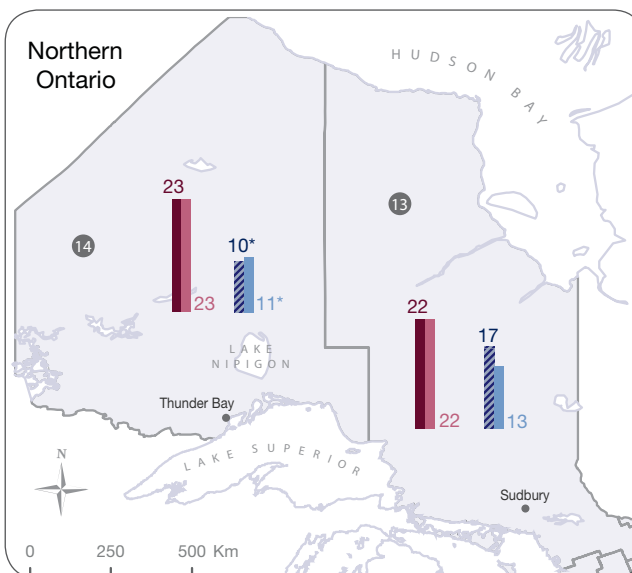 Northern
Ontario
HUDSON BAY
23
13
14
10*
23
11*
22
17
LAKE
NIPIGON
Thunder Bay
22
13
LAKE SUPERIOR
N
Sudbury
0 250 500 Km